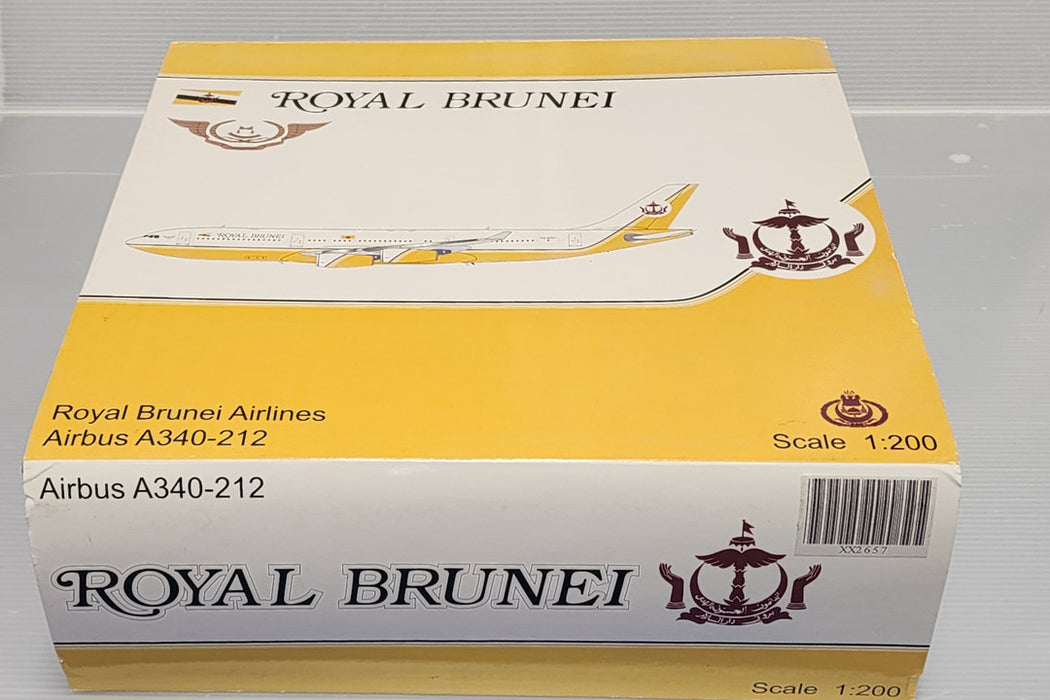 ROYAL BRUNEI
ROYAL BRUNEI
Royal Brunei Airlines
Airbus A340-212
Scale 1:200
Airbus A340-212
XX2657
ROYAL BRUNEI
Scale 1:200